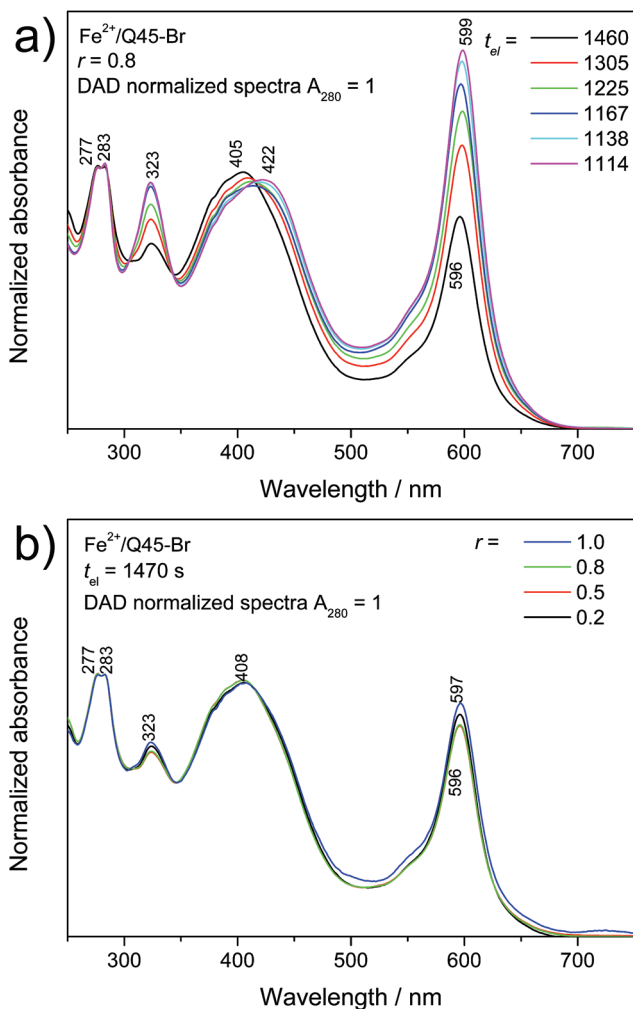 a)
Fe²⁺/Q45-Br
r = 0.8
DAD normalized spectra A₂₈₀ = 1
tₑₗ =
1460
1305
1225
1167
1138
1114
277
283
323
405
422
599
596
Normalized absorbance
300
400
500
600
700
Wavelength / nm
b)
Fe²⁺/Q45-Br
tₑₗ = 1470 s
DAD normalized spectra A₂₈₀ = 1
r =
1.0
0.8
0.5
0.2
277
283
323
408
597
596
Normalized absorbance
300
400
500
600
700
Wavelength / nm